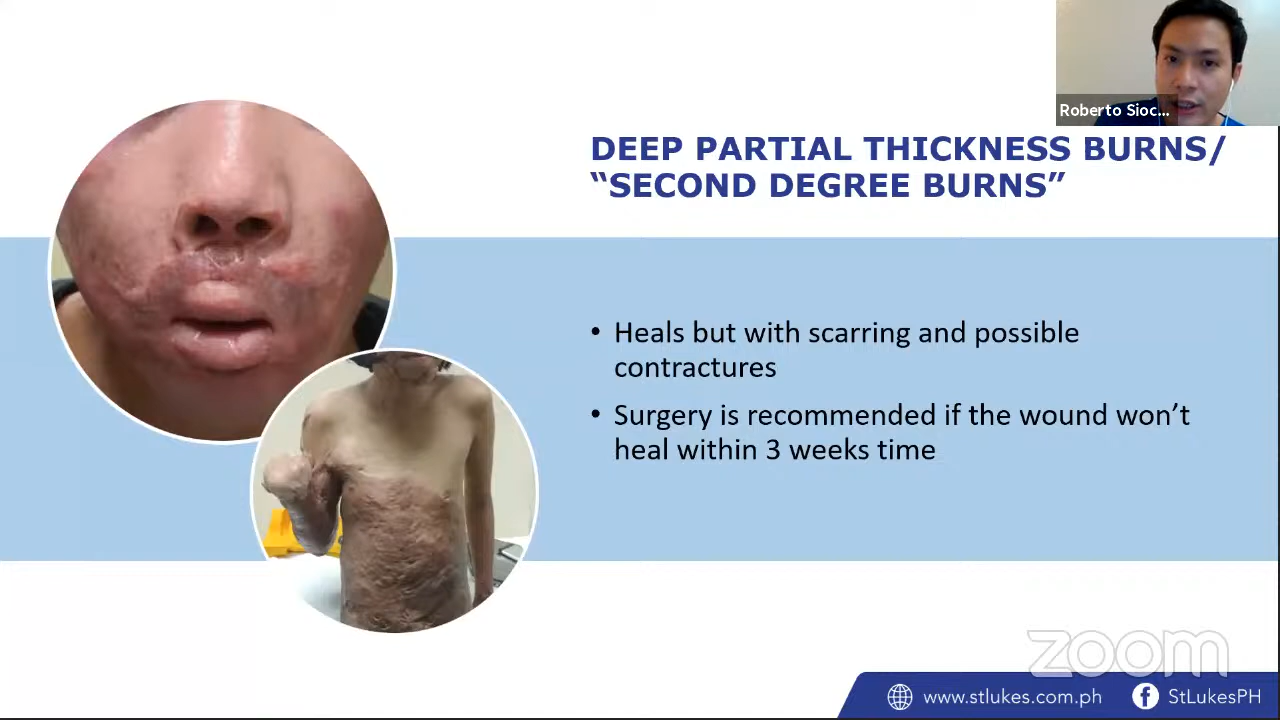 Roberto Sioc...
DEEP PARTIAL THICKNESS BURNS/
“SECOND DEGREE BURNS”
• Heals but with scarring and possible
contractures
• Surgery is recommended if the wound won’t
heal within 3 weeks time
zoom
www.stlukes.com.ph StLukesPH